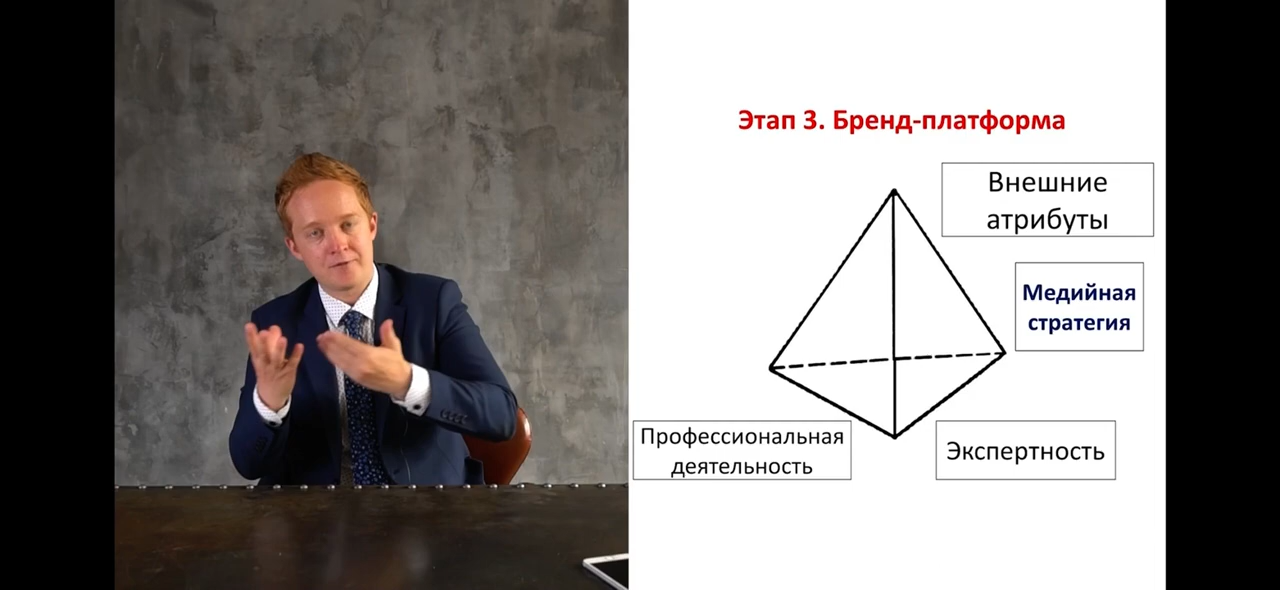 Этап 3. Бренд-платформа
Внешние
атрибуты
Медийная
стратегия
Профессиональная
деятельность
Экспертность